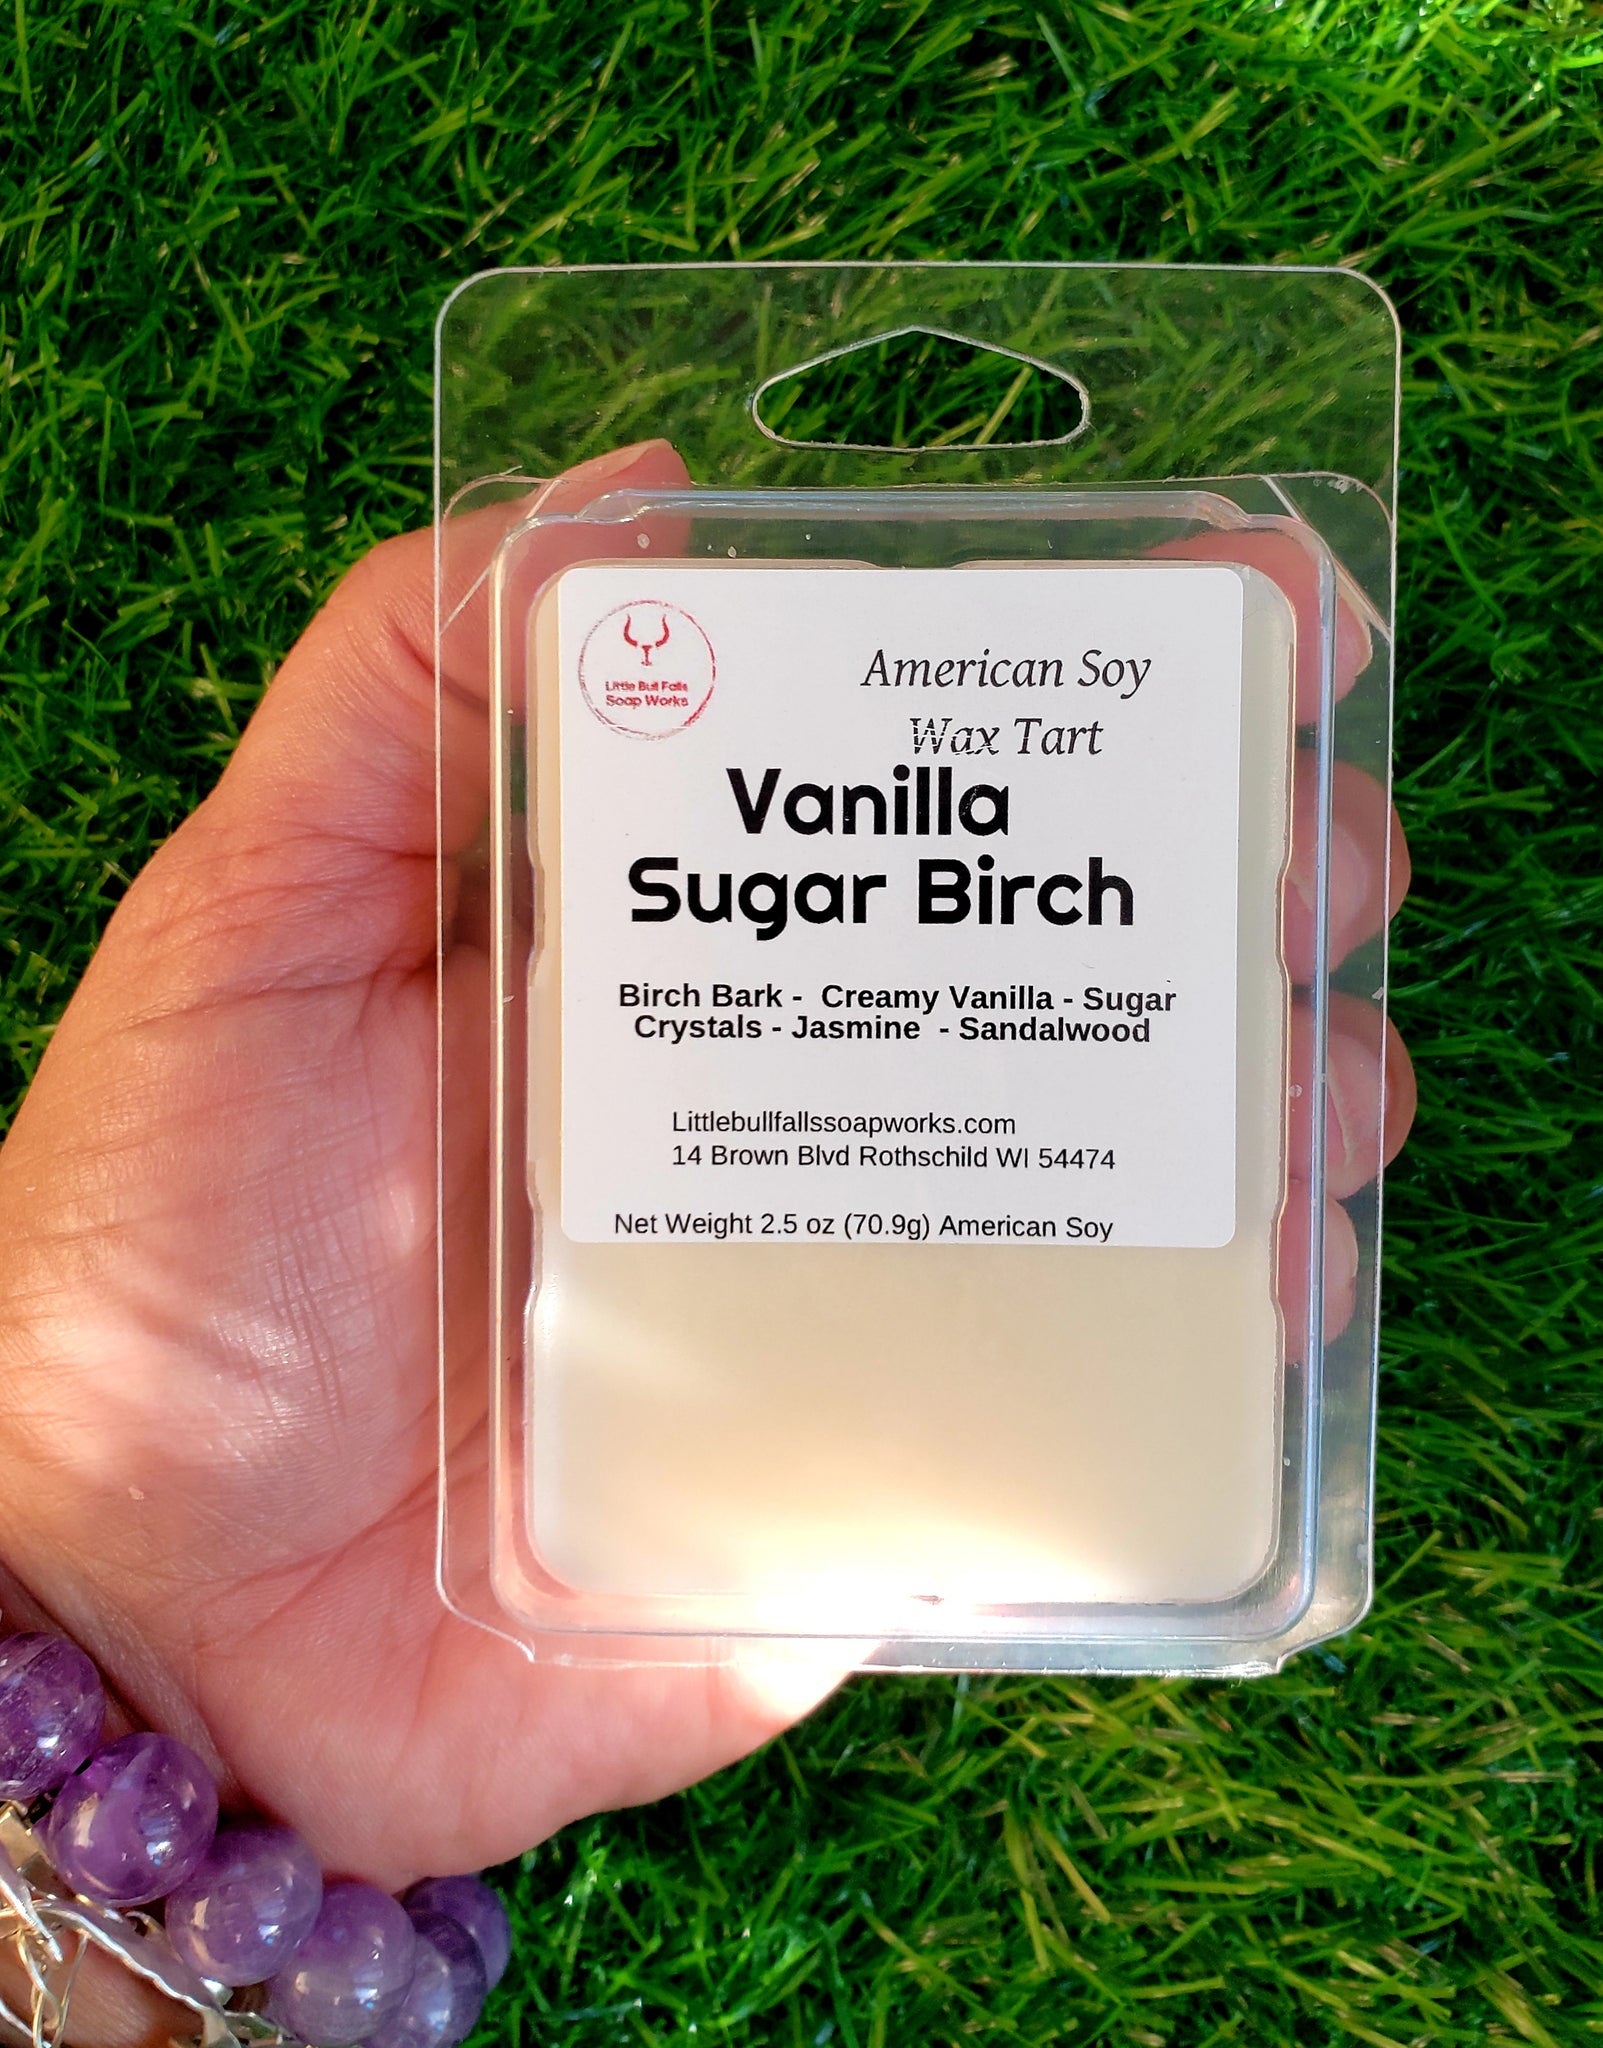 Little Bull Falls
Soap Works
American Soy
Wax Tart
Vanilla
Sugar Birch
Birch Bark -  Creamy Vanilla - Sugar
Crystals - Jasmine  - Sandalwood
Littlebullfallssoapworks.com
14 Brown Blvd Rothschild WI 54474
Net Weight 2.5 oz (70.9g) American Soy